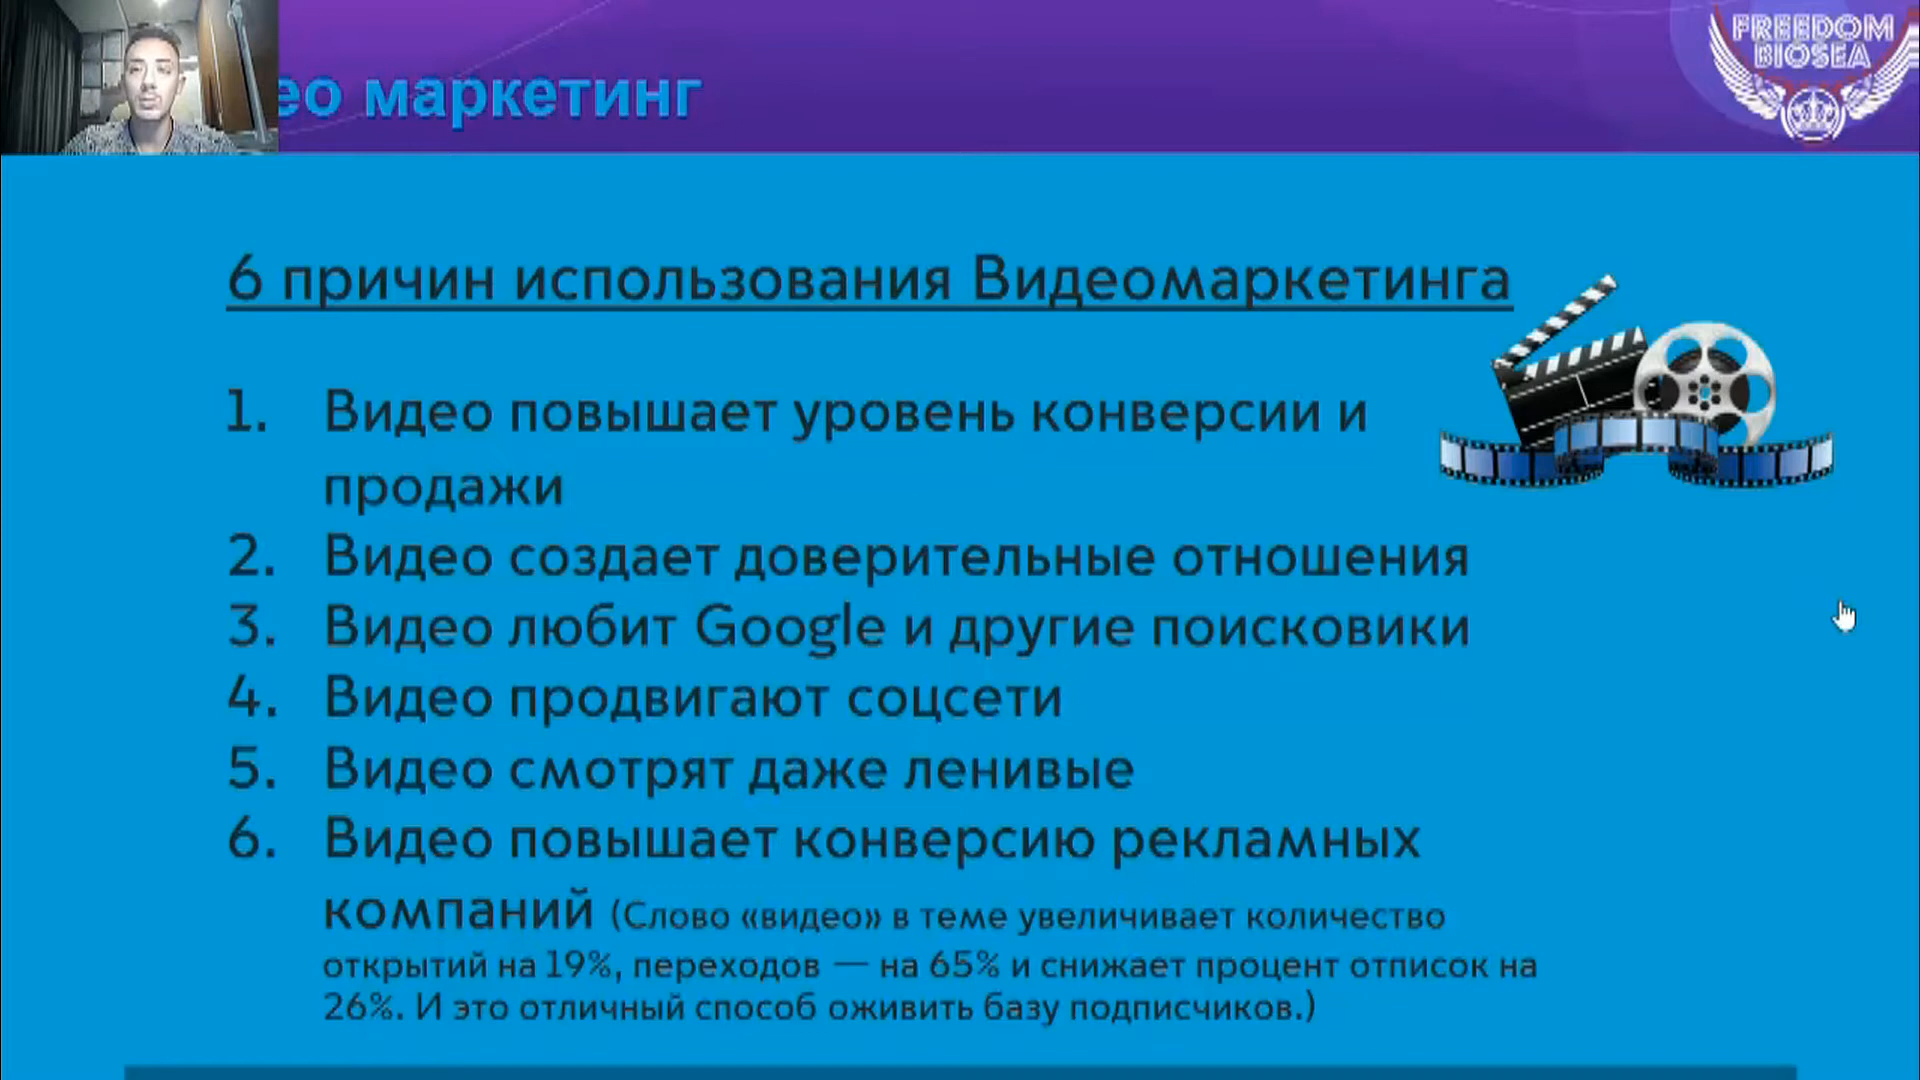 ео маркетинг
FREEDOM
BIOSEA
6 причин использования Видеомаркетинга
1. Видео повышает уровень конверсии и
продажи
2. Видео создает доверительные отношения
3. Видео любит Google и другие поисковики
4. Видео продвигают соцсети
5. Видео смотрят даже ленивые
6. Видео повышает конверсию рекламных
компаний (Слово «видео» в теме увеличивает количество
открытий на 19%, переходов — на 65% и снижает процент отписок на
26%. И это отличный способ оживить базу подписчиков.)